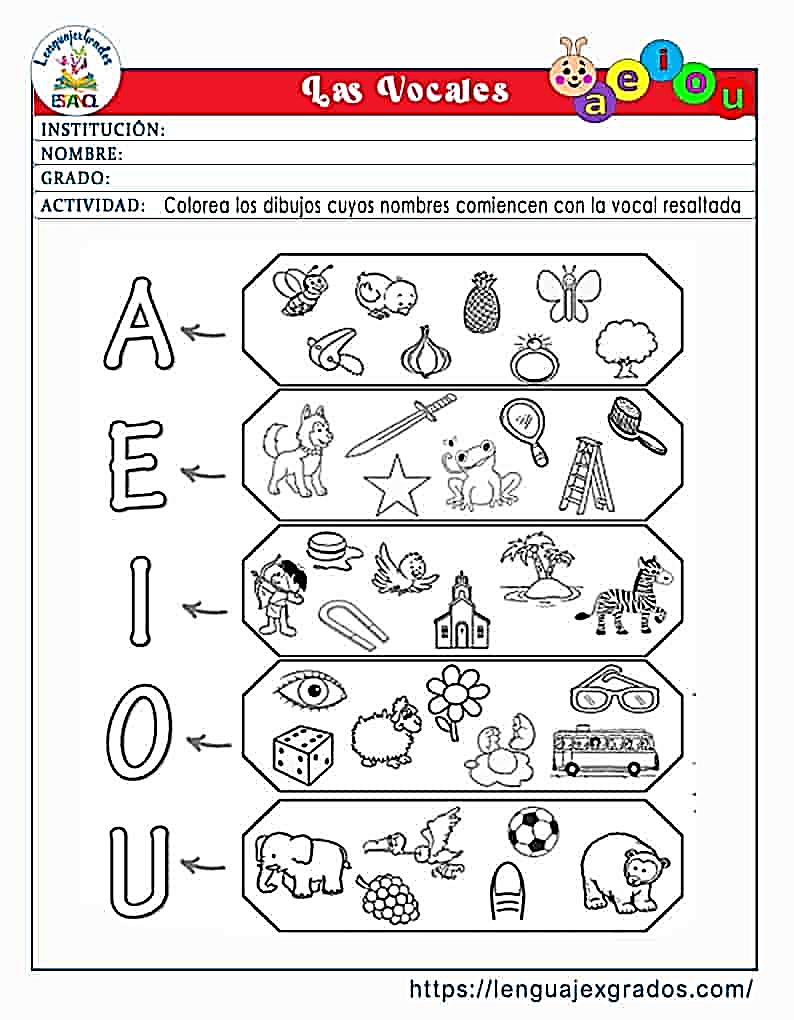 LenguajexGrados
ESPAÑOL
Las Vocales
a e i o u
INSTITUCIÓN:
NOMBRE:
GRADO:
ACTIVIDAD: Colorea los dibujos cuyos nombres comiencen con la vocal resaltada
A
E
I
O
U
https://lenguajexgrados.com/